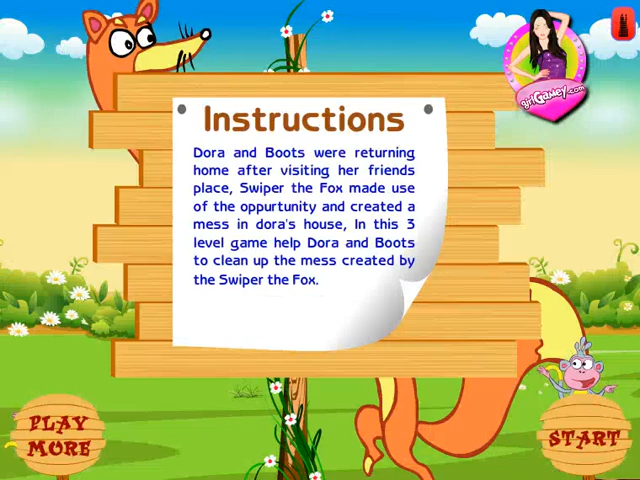 Instructions
Dora and Boots were returning
home after visiting her friends
place, Swiper the Fox made use
of the oppurtunity and created a
mess in dora's house, In this 3
level game help Dora and Boots
to clean up the mess created by
the Swiper the Fox.
girlGamey.com
PLAY
MORE
START